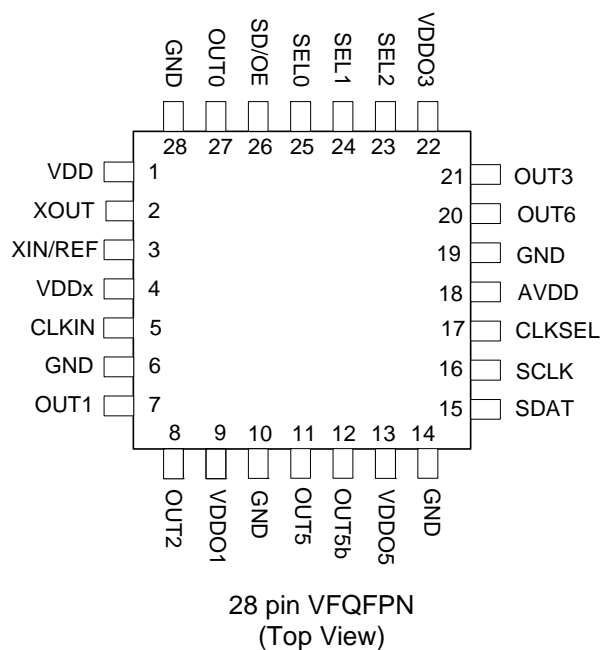 GND
OUT0
SD/OE
SEL0
SEL1
SEL2
VDDO3
28 27 26 25 24 23 22
VDD 1
XOUT 2
XIN/REF 3
VDDx 4
CLKIN 5
GND 6
OUT1 7
21 OUT3
20 OUT6
19 GND
18 AVDD
17 CLKSEL
16 SCLK
15 SDAT
8 9 10 11 12 13 14
OUT2
VDDO1
GND
OUT5
OUT5b
VDDO5
GND
28 pin VFQFPN
(Top View)